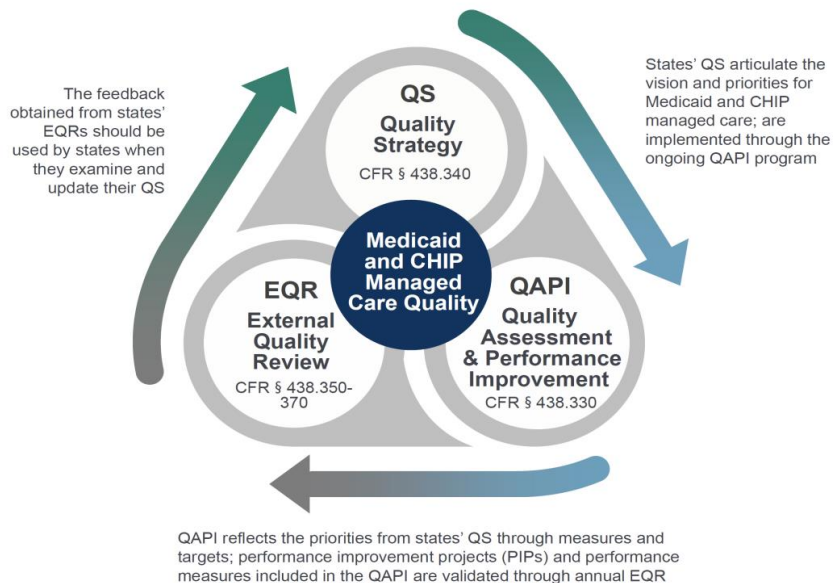 The feedback
obtained from states’
EQRs should be
used by states when
they examine and
update their QS
QS
Quality
Strategy
CFR § 438.340
States’ QS articulate the
vision and priorities for
Medicaid and CHIP
managed care; are
implemented through the
ongoing QAPI program
Medicaid
and CHIP
Managed
Care Quality
EQR
External
Quality
Review
CFR § 438.350-
370
QAPI
Quality
Assessment
& Performance
Improvement
CFR § 438.330
QAPI reflects the priorities from states’ QS through measures and
targets; performance improvement projects (PIPs) and performance
measures included in the QAPI are validated through annual EQR